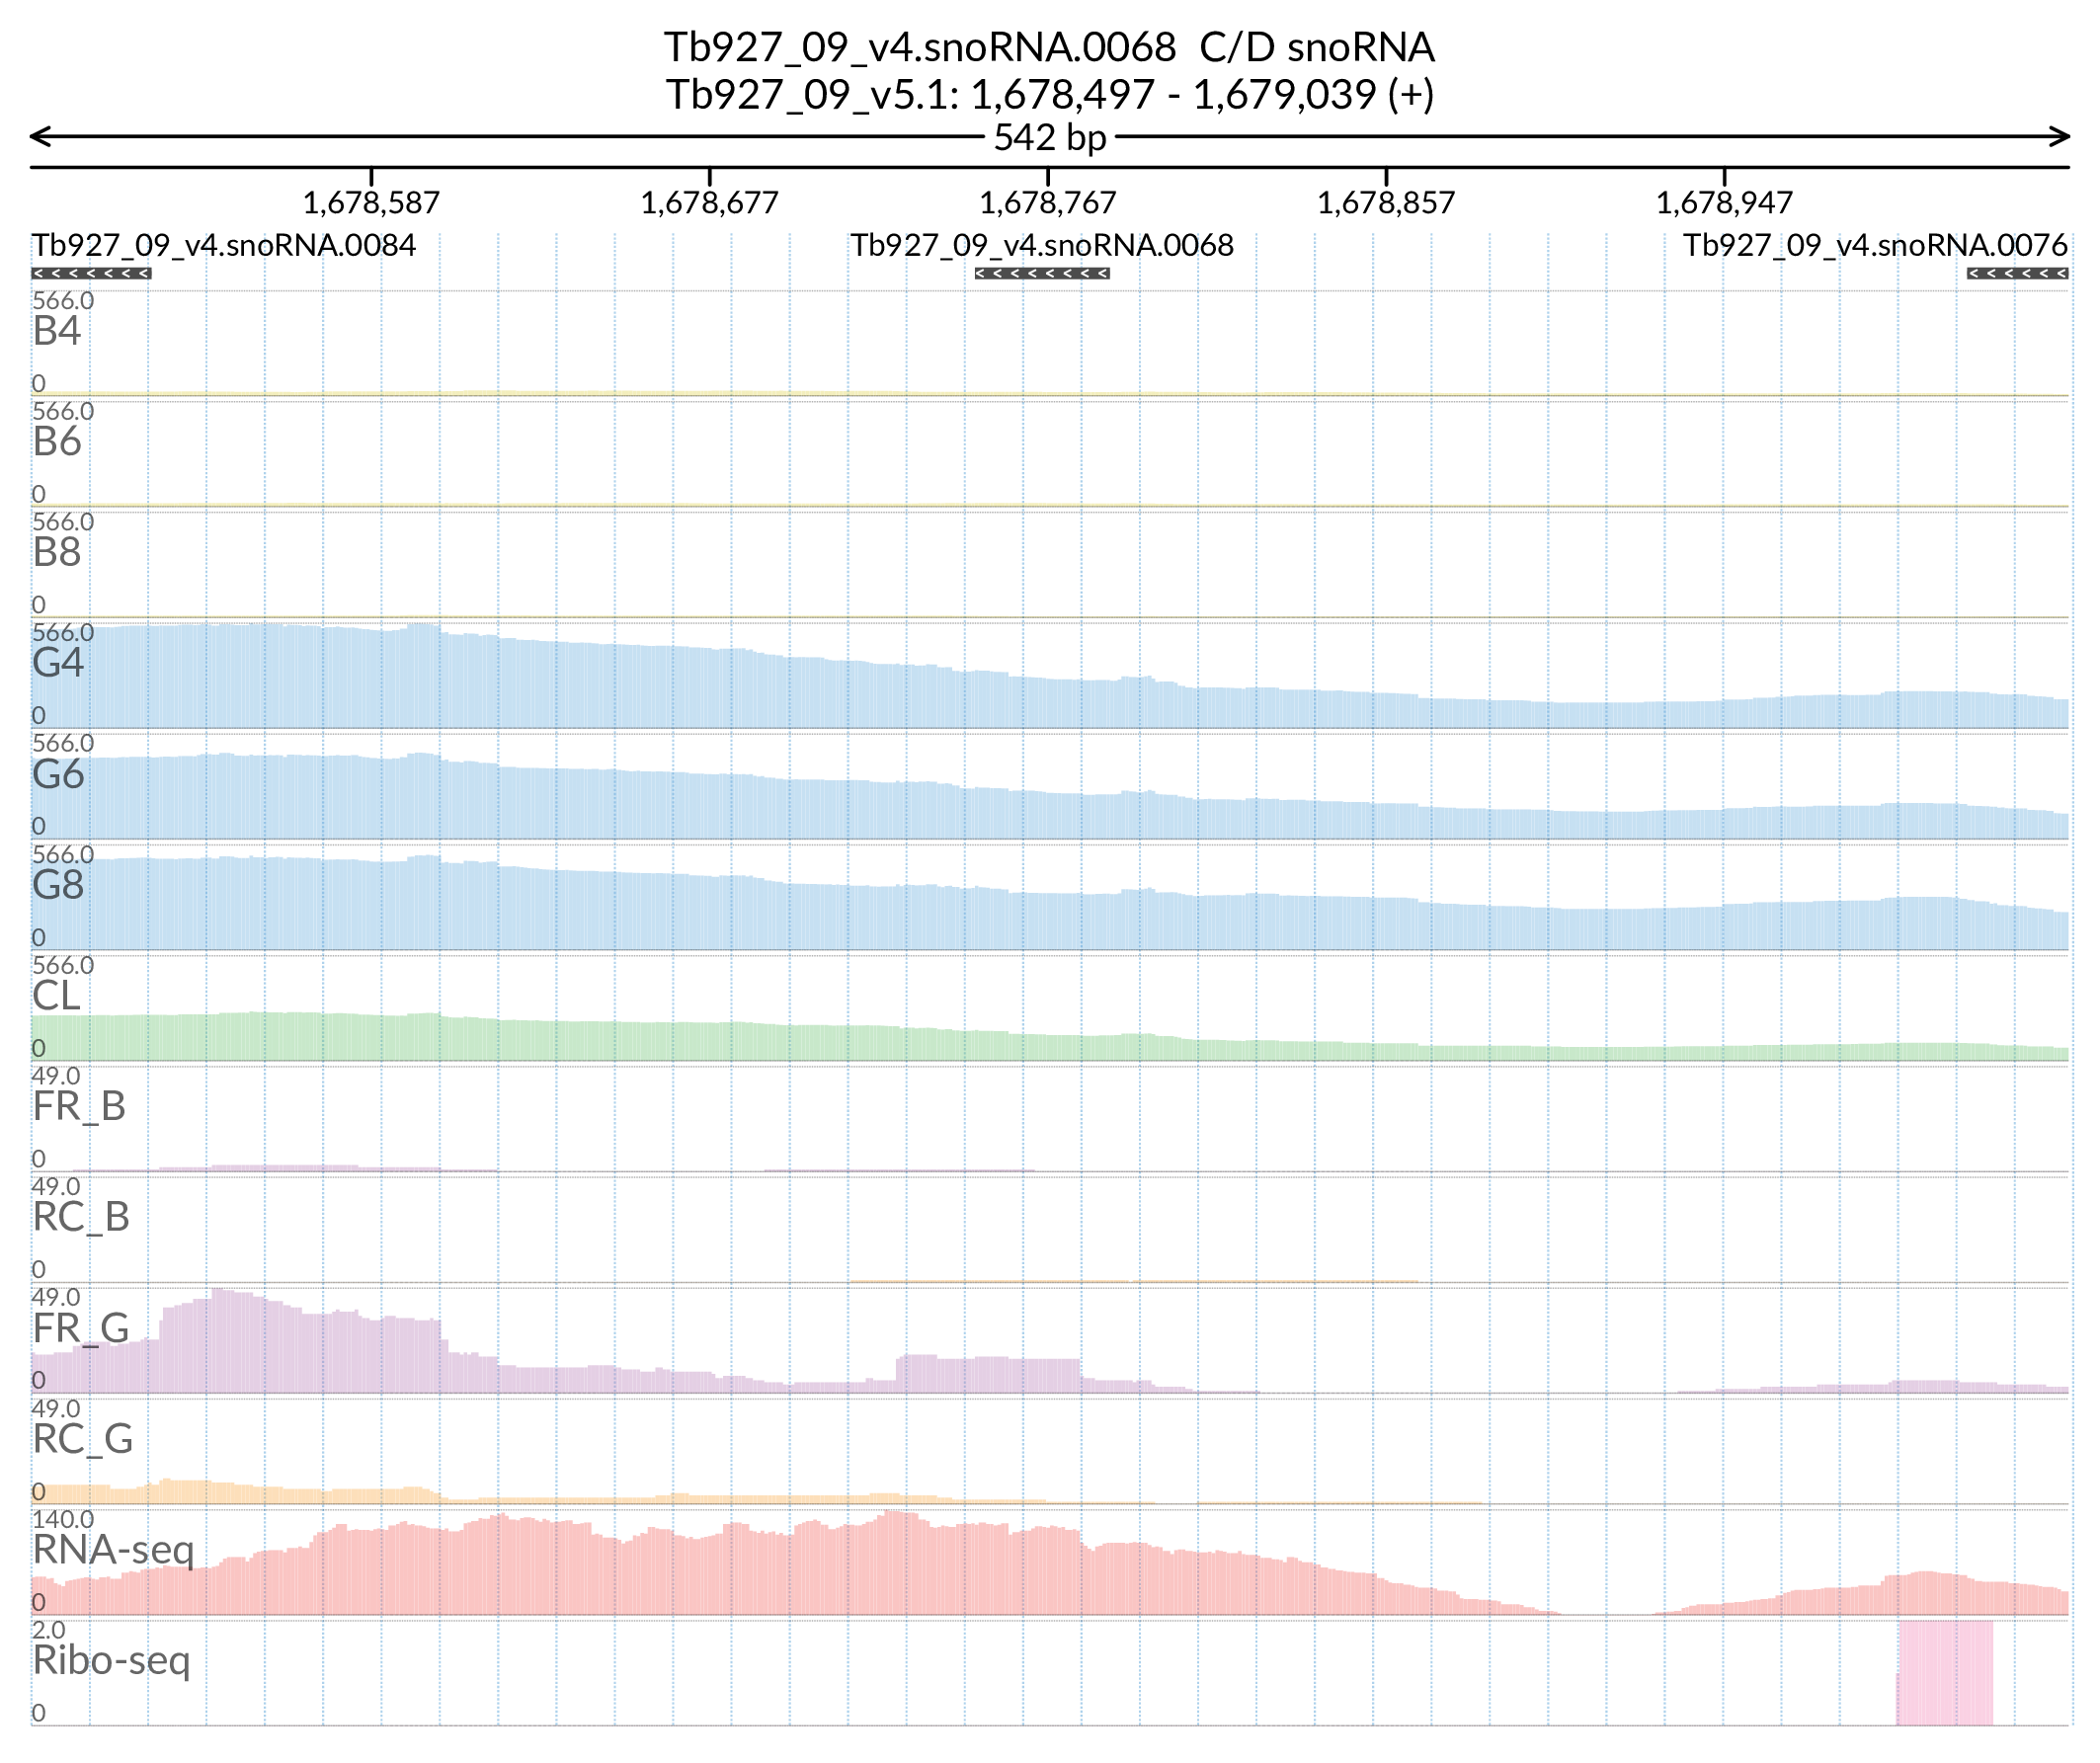 Tb927_09_v4.snoRNA.0068  C/D snoRNA
Tb927_09_v5.1: 1,678,497 - 1,679,039 (+)
542 bp
1,678,587 1,678,677 1,678,767 1,678,857 1,678,947
Tb927_09_v4.snoRNA.0084 Tb927_09_v4.snoRNA.0068 Tb927_09_v4.snoRNA.0076
566.0
B4
0
566.0
B6
0
566.0
B8
0
566.0
G4
0
566.0
G6
0
566.0
G8
0
566.0
CL
0
49.0
FR_B
0
49.0
RC_B
0
49.0
FR_G
0
49.0
RC_G
0
140.0
RNA-seq
0
2.0
Ribo-seq
0